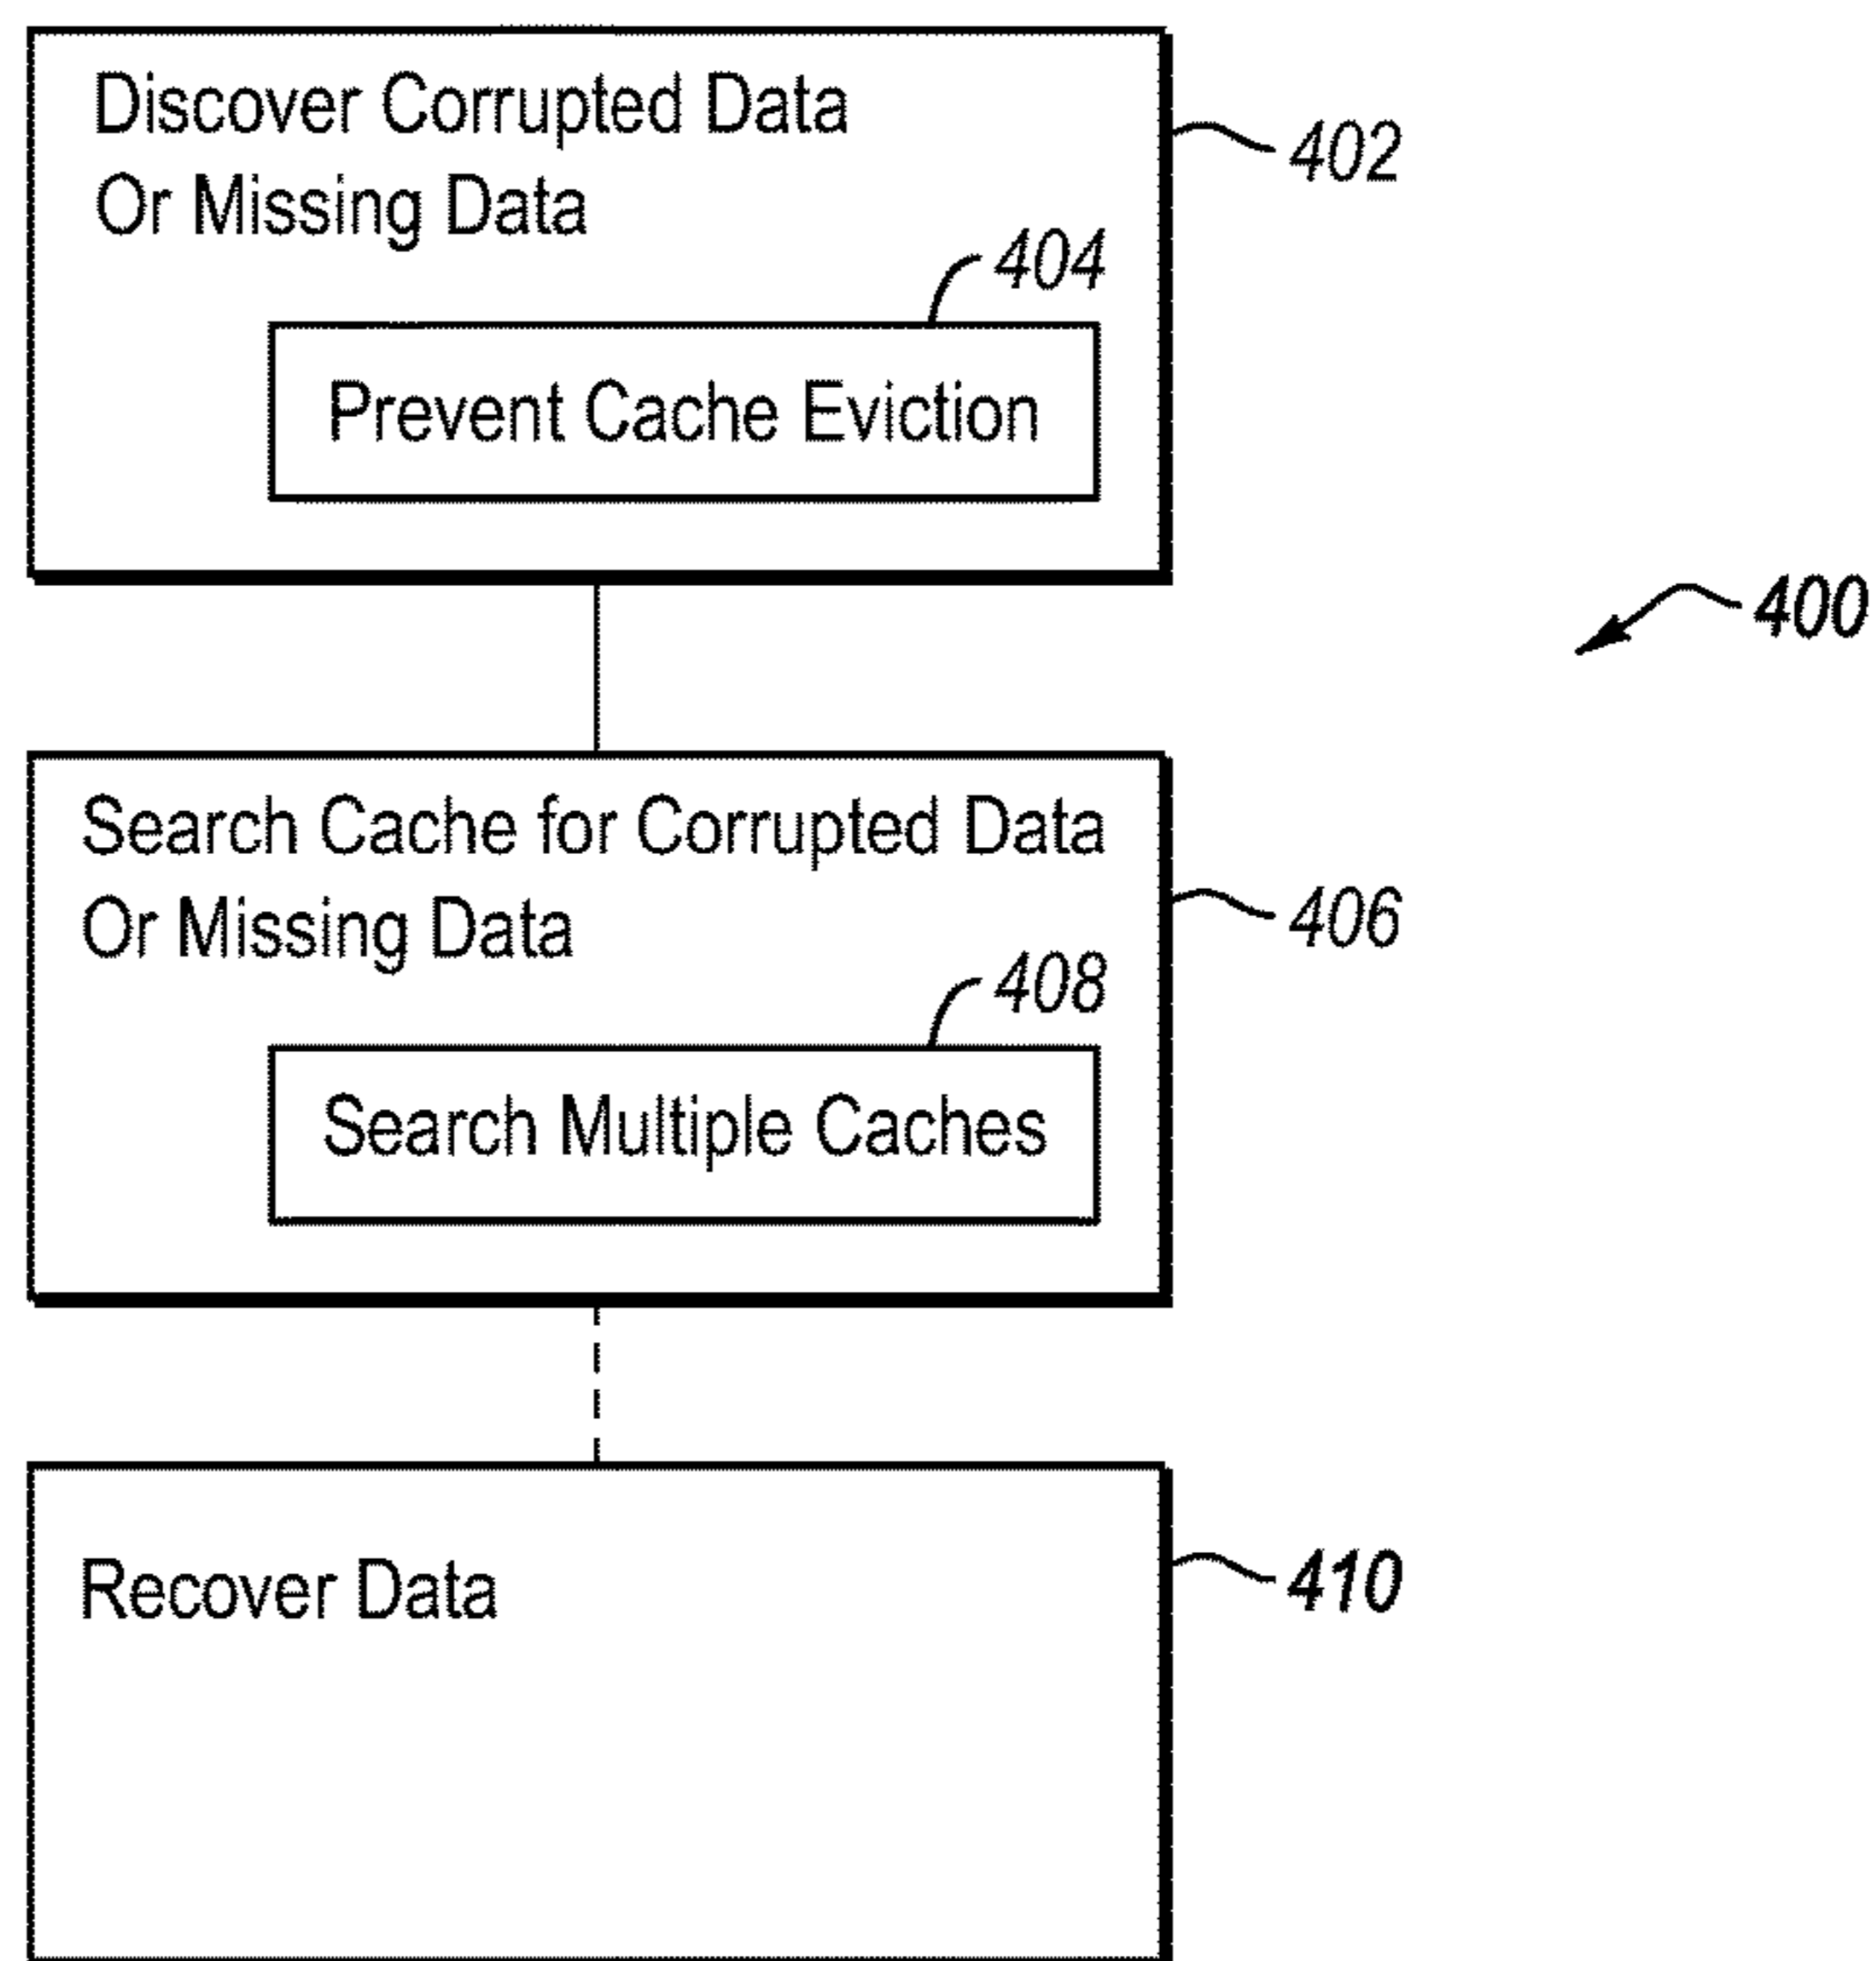 Discover Corrupted Data
Or Missing Data
402
404
Prevent Cache Eviction
400
Search Cache for Corrupted Data
Or Missing Data
406
408
Search Multiple Caches
Recover Data
410